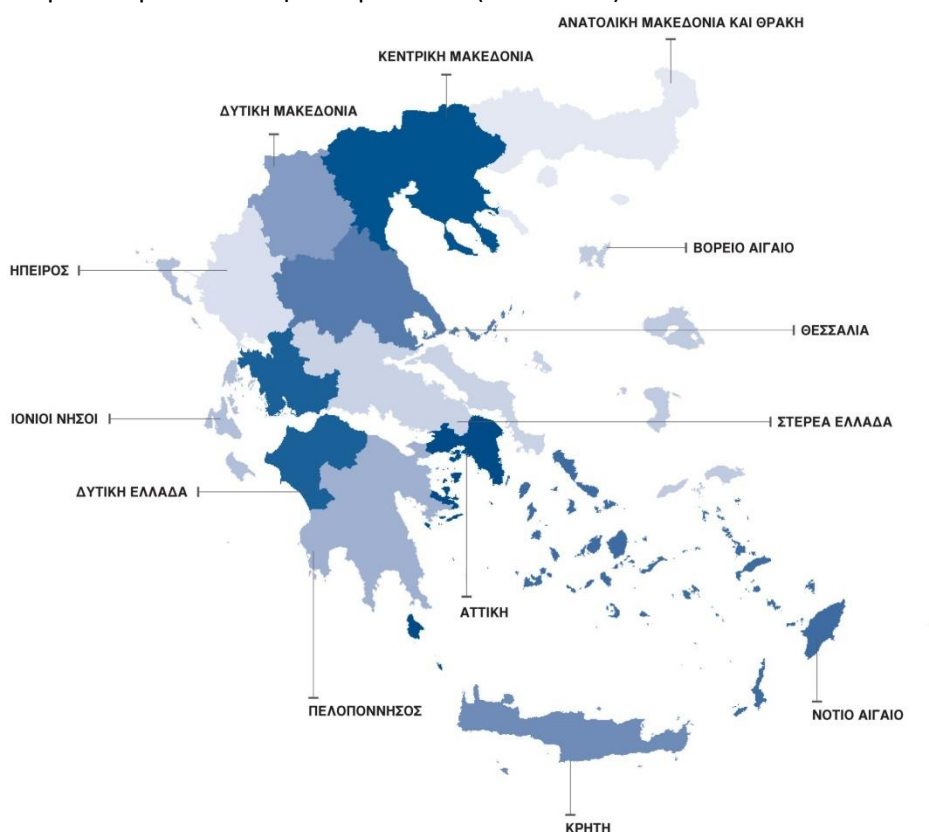 ΑΝΑΤΟΛΙΚΗ ΜΑΚΕΔΟΝΙΑ ΚΑΙ ΘΡΑΚΗ
ΚΕΝΤΡΙΚΗ ΜΑΚΕΔΟΝΙΑ
ΔΥΤΙΚΗ ΜΑΚΕΔΟΝΙΑ
ΒΟΡΕΙΟ ΑΙΓΑΙΟ
ΗΠΕΙΡΟΣ
ΘΕΣΣΑΛΙΑ
ΙΟΝΙΟΙ ΝΗΣΟΙ
ΣΤΕΡΕΑ ΕΛΛΑΔΑ
ΔΥΤΙΚΗ ΕΛΛΑΔΑ
ΑΤΤΙΚΗ
ΠΕΛΟΠΟΝΝΗΣΟΣ
ΝΟΤΙΟ ΑΙΓΑΙΟ
ΚΡΗΤΗ